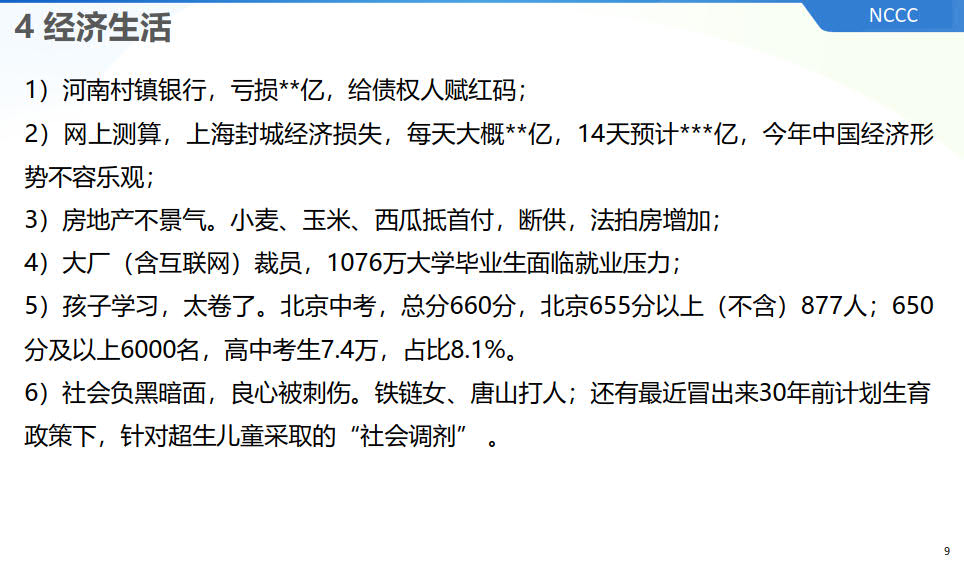 4 经济生活
NCCC
1）河南村镇银行，亏损**亿，给债权人赋红码；
2）网上测算，上海封城经济损失，每天大概**亿，14天预计***亿，今年中国经济形
势不容乐观；
3）房地产不景气。小麦、玉米、西瓜抵首付，断供，法拍房增加；
4）大厂（含互联网）裁员，1076万大学毕业生面临就业压力；
5）孩子学习，太卷了。北京中考，总分660分，北京655分以上（不含）877人；650
分及以上6000名，高中考生7.4万，占比8.1%。
6）社会负黑暗面，良心被刺伤。铁链女、唐山打人；还有最近冒出来30年前计划生育
政策下，针对超生儿童采取的“社会调剂” 。
9